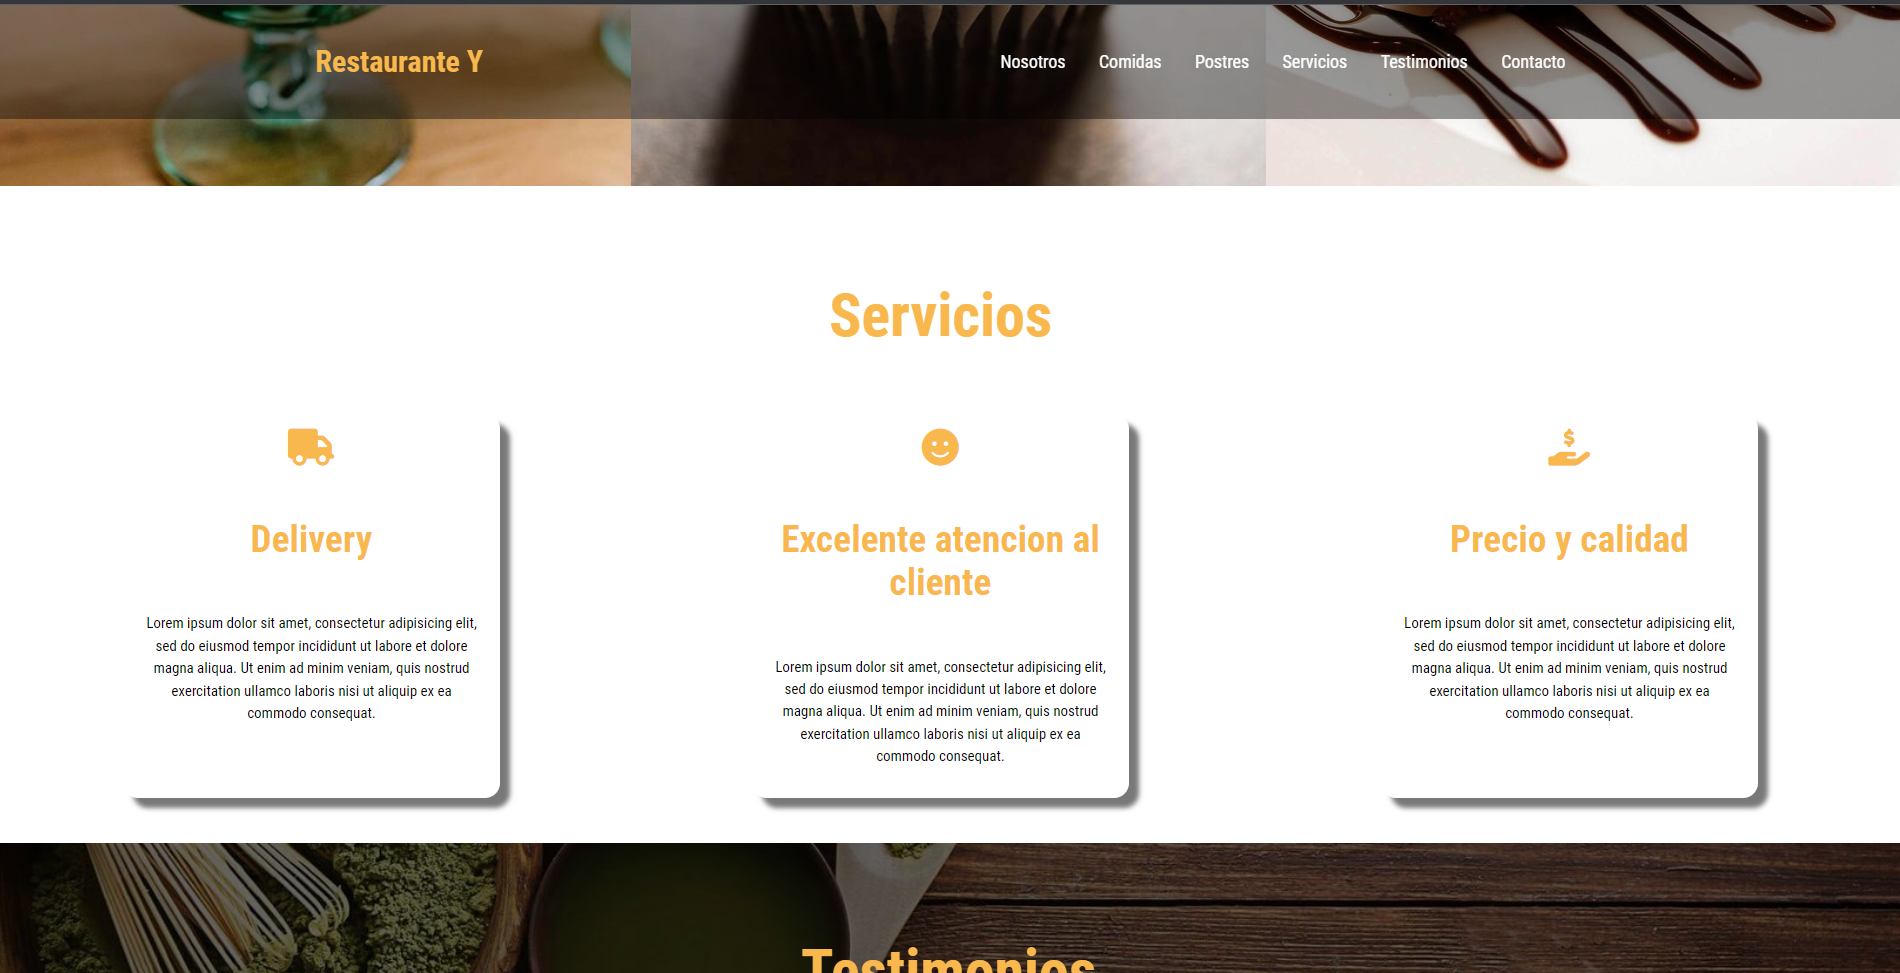 Restaurante Y
Nosotros Comidas Postres Servicios Testimonios Contacto
Servicios
Delivery
Lorem ipsum dolor sit amet, consectetur adipisicing elit,
sed do eiusmod tempor incididunt ut labore et dolore
magna aliqua. Ut enim ad minim veniam, quis nostrud
exercitation ullamco laboris nisi ut aliquip ex ea
commodo consequat.
Excelente atencion al
cliente
Lorem ipsum dolor sit amet, consectetur adipisicing elit,
sed do eiusmod tempor incididunt ut labore et dolore
magna aliqua. Ut enim ad minim veniam, quis nostrud
exercitation ullamco laboris nisi ut aliquip ex ea
commodo consequat.
$
Precio y calidad
Lorem ipsum dolor sit amet, consectetur adipisicing elit,
sed do eiusmod tempor incididunt ut labore et dolore
magna aliqua. Ut enim ad minim veniam, quis nostrud
exercitation ullamco laboris nisi ut aliquip ex ea
commodo consequat.
Testimonios